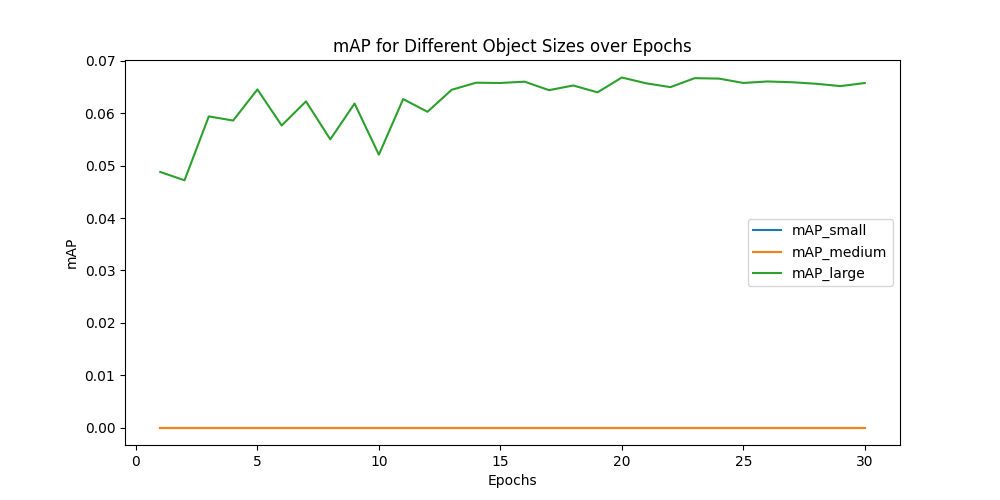 mAP for Different Object Sizes over Epochs
0.07
0.06
0.05
0.04
0.03
0.02
0.01
0.00
mAP
mAP_small
mAP_medium
mAP_large
0 5 10 15 20 25 30
Epochs